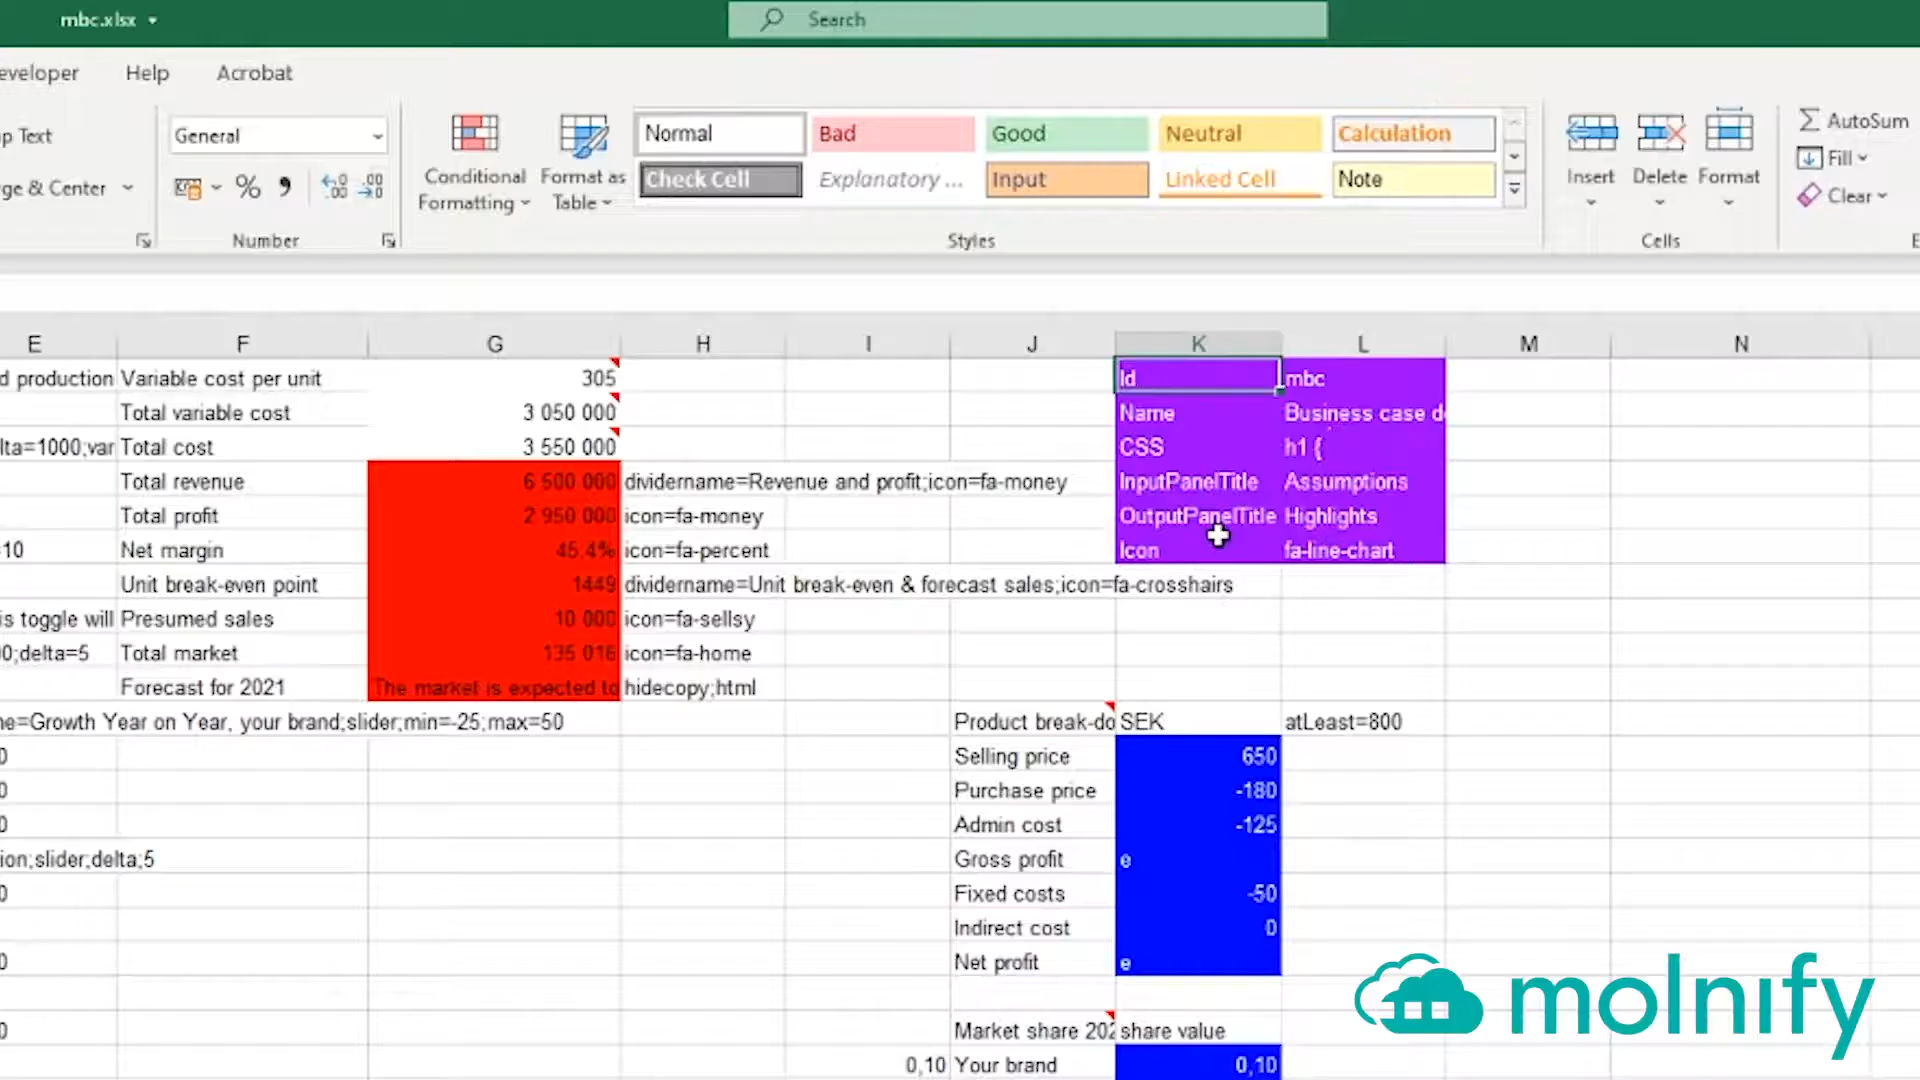 mbc.xlsx
Search
eveloper Help Acrobat
p Text
General
Conditional Formatting
Format as Table
Normal Bad Good Neutral Calculation
Check Cell Explanatory ... Input Linked Cell Note
Insert Delete Format
AutoSum
Fill
Clear
ge & Center
%
Number Styles Cells E
E F G H I J K L M N
d production Variable cost per unit 305 Id mbc
Total variable cost 3 050 000 Name Business case d
lta=1000;var Total cost 3 550 000 CSS h1 {
Total revenue 6 500 000 dividername=Revenue and profit;icon=fa-money InputPanelTitle Assumptions
Total profit 2 950 000 icon=fa-money OutputPanelTitle Highlights
=10 Net margin 45.4% icon=fa-percent Icon fa-line-chart
Unit break-even point 1449 dividername=Unit break-even & forecast sales;icon=fa-crosshairs
is toggle will Presumed sales 10 000 icon=fa-sellsy
00;delta=5 Total market 135 016 icon=fa-home
Forecast for 2021 The market is expected to hidecopy;html
ne=Growth Year on Year, your brand;slider;min=-25;max=50 Product break-do SEK atLeast=800
0 Selling price 650
0 Purchase price -180
0 Admin cost -125
ion;slider;delta;5 Gross profit e
0 Fixed costs -50
Indirect cost 0
0 Net profit e
0 Market share 202 share value
0,10 Your brand 0,10
molnify